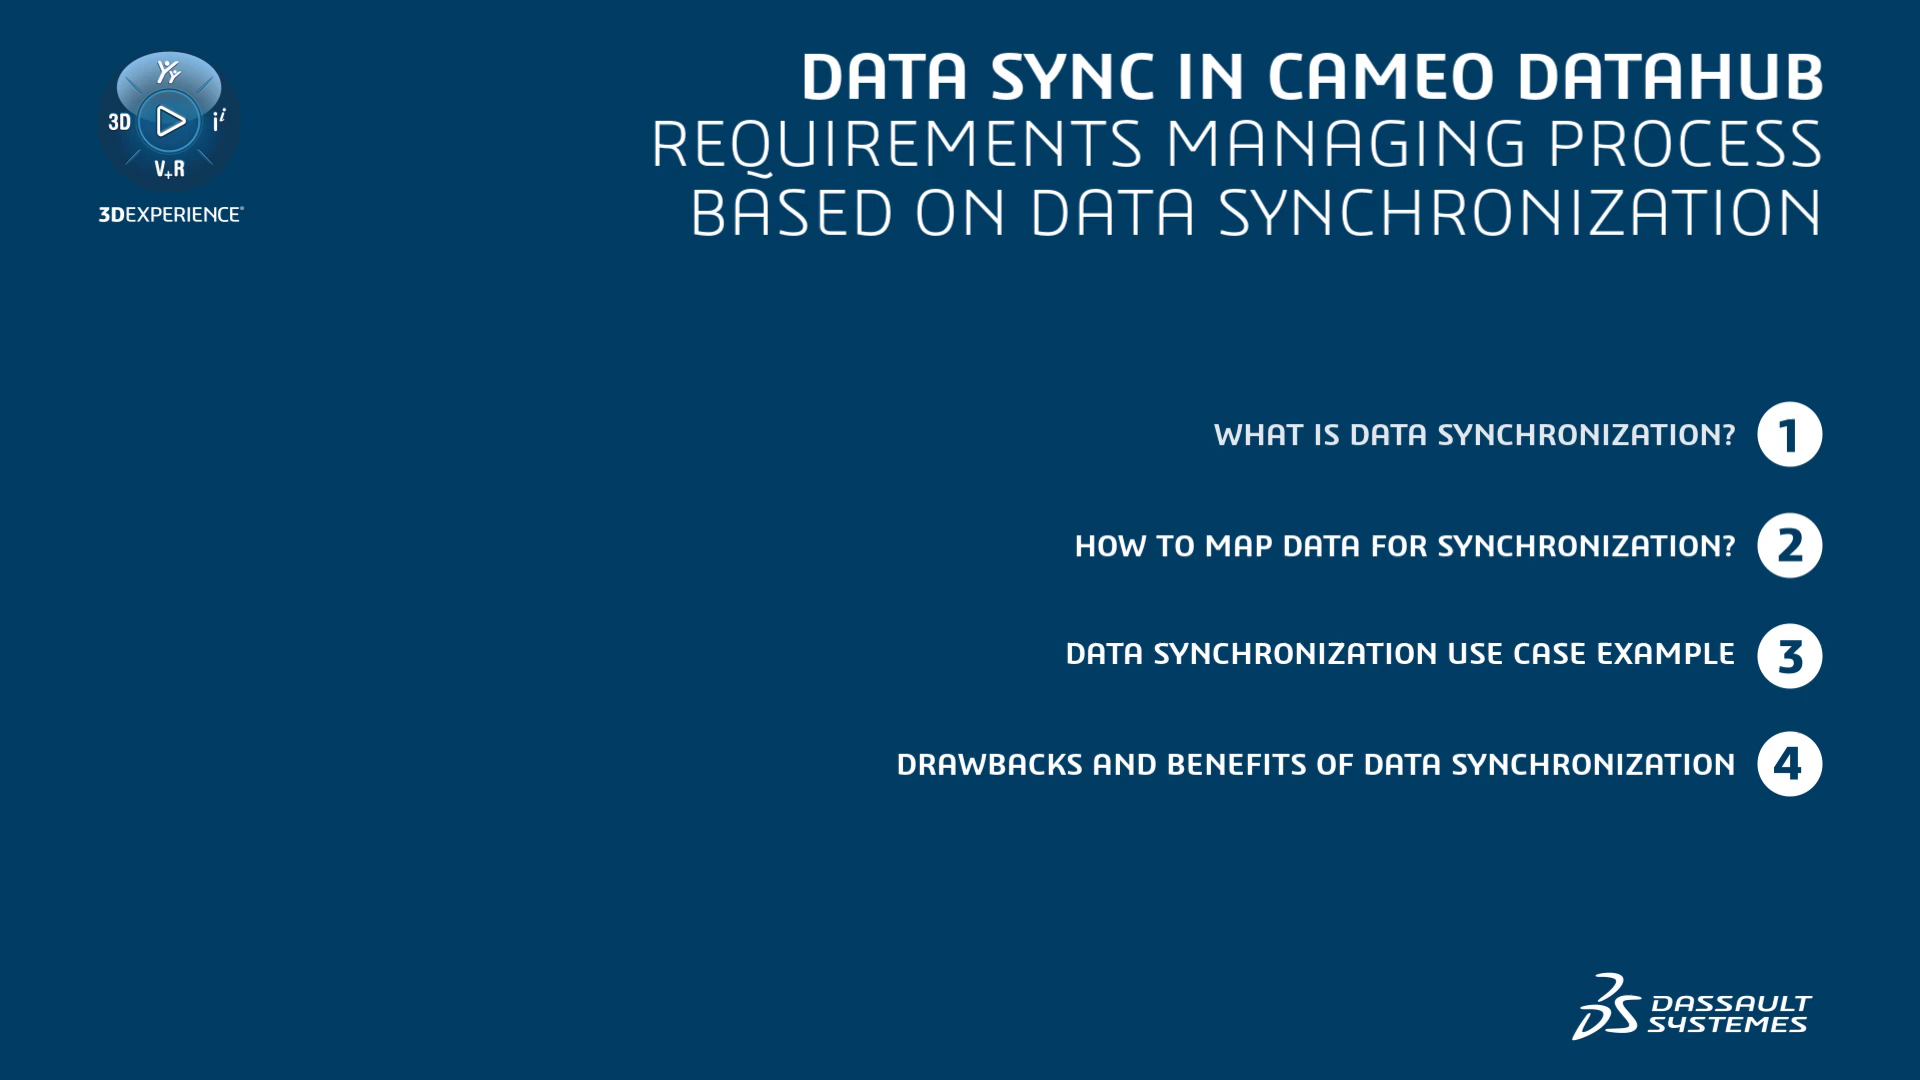 DATA SYNC IN CAMEO DATAHUB
REQUIREMENTS MANAGING PROCESS
BASED ON DATA SYNCHRONIZATION
3D
i i
V+R
3DEXPERIENCE®
WHAT IS DATA SYNCHRONIZATION? 1
HOW TO MAP DATA FOR SYNCHRONIZATION? 2
DATA SYNCHRONIZATION USE CASE EXAMPLE 3
DRAWBACKS AND BENEFITS OF DATA SYNCHRONIZATION 4
DASSAULT
SYSTEMES